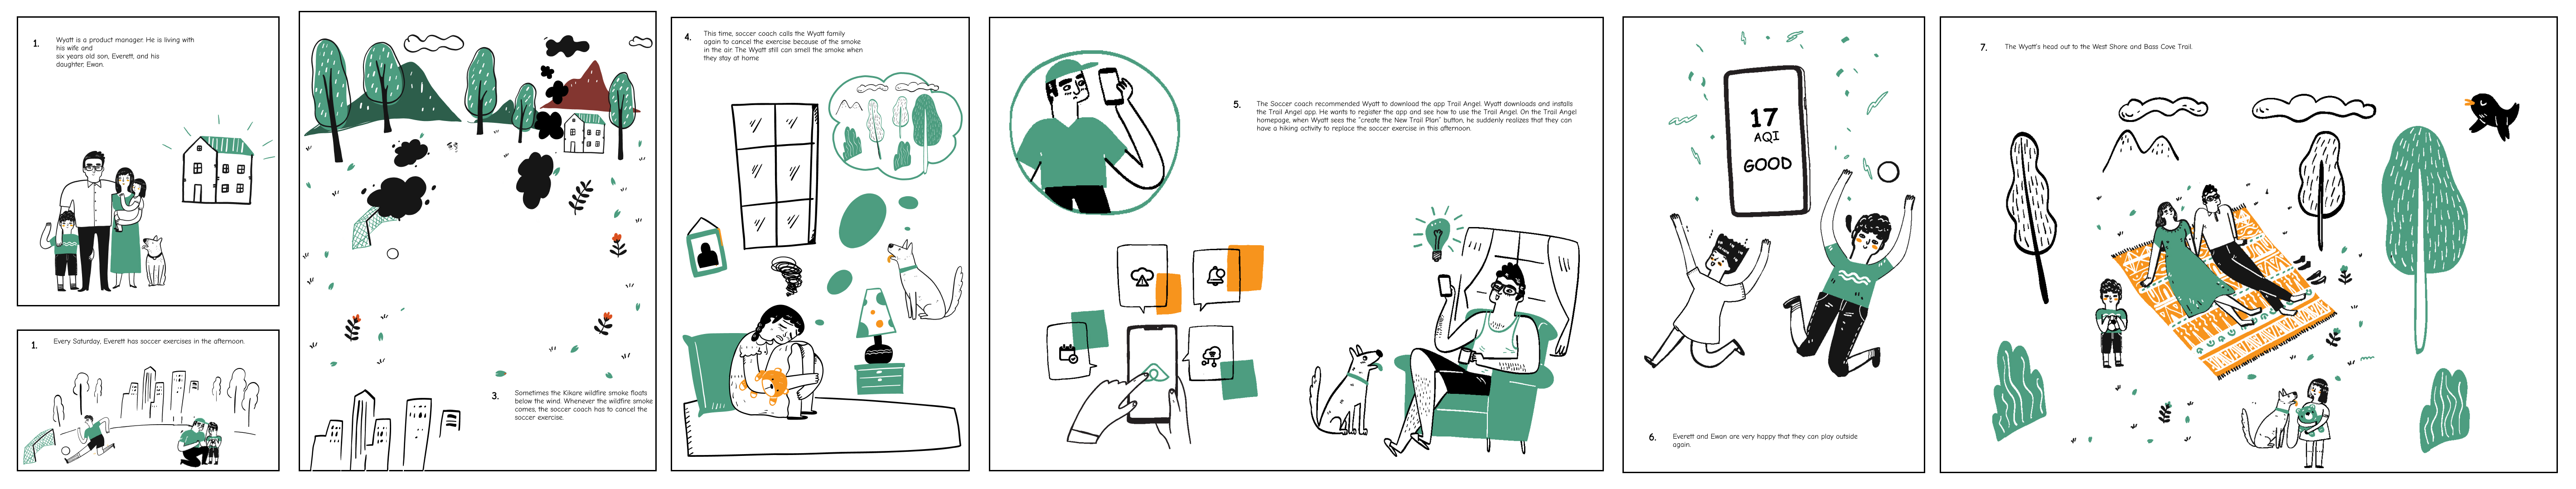 1.
Wyatt is a product manager. He is living with
his wife and
six years old son, Everett, and his
daughter, Ewan.
1.
Every Saturday, Everett has soccer exercises in the afternoon.
3.
Sometimes the Kikare wildfire smoke floats
below the wind. Whenever the wildfire smoke
comes, the soccer coach has to cancel the
soccer exercise.
4.
This time, soccer coach calls the Wyatt family
again to cancel the exercise because of the smoke
in the air. The Wyatt still can smell the smoke when
they stay at home
5.
The Soccer coach recommended Wyatt to download the app Trail Angel. Wyatt downloads and installs
the Trail Angel app. He wants to register the app and see how to use the Trail Angel. On the Trail Angel
homepage, when Wyatt sees the "create the New Trail Plan" button, he suddenly realizes that they can
have a hiking activity to replace the soccer exercise in this afternoon.
17
AQI
GOOD
6.
Everett and Ewan are very happy that they can play outside
again.
7.
The Wyatt's head out to the West Shore and Bass Cove Trail.